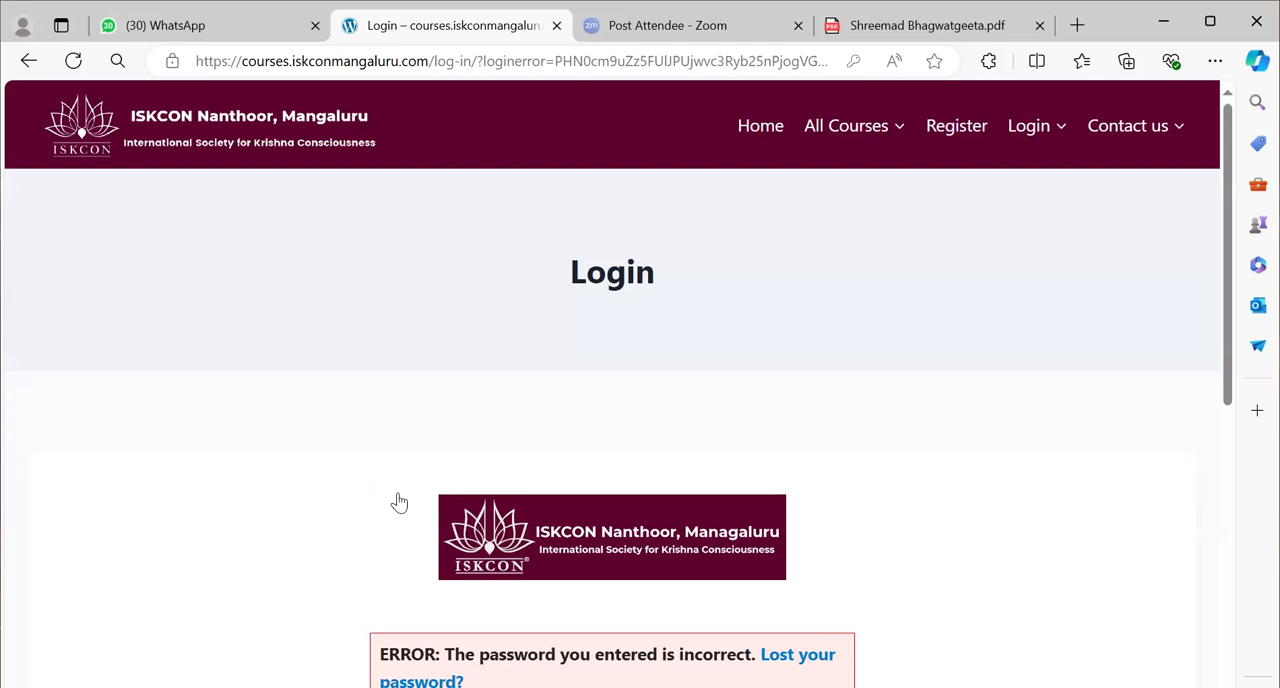 (30) WhatsApp
Login – courses.iskconmangaluru
Post Attendee - Zoom
Shreemad Bhagwatgeeta.pdf
https://courses.iskconmangaluru.com/log-in/?loginerror=PHN0cm9uZz5FUlJPUjwvc3Ryb25nPjogVG...
ISKCON
ISKCON Nanthoor, Mangaluru
International Society for Krishna Consciousness
Home
All Courses
Register
Login
Contact us
Login
ISKCON
ISKCON Nanthoor, Managaluru
International Society for Krishna Consciousness
ERROR: The password you entered is incorrect. Lost your
password?